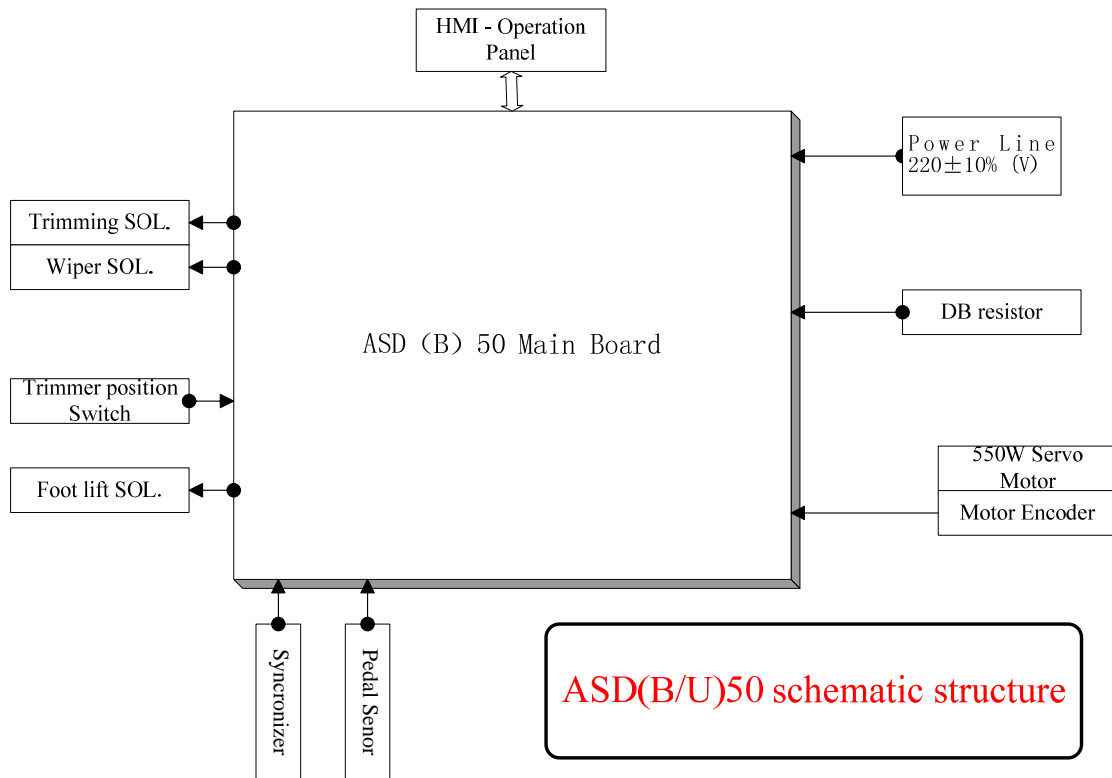 HMI - Operation
Panel
Power Line
220±10% (V)
Trimming SOL.
Wiper SOL.
DB resistor
ASD（B）50 Main Board
Trimmer position
Switch
550W Servo
Motor
Foot lift SOL.
Motor Encoder
Syncronizer
Pedal Senor
ASD(B/U)50 schematic structure